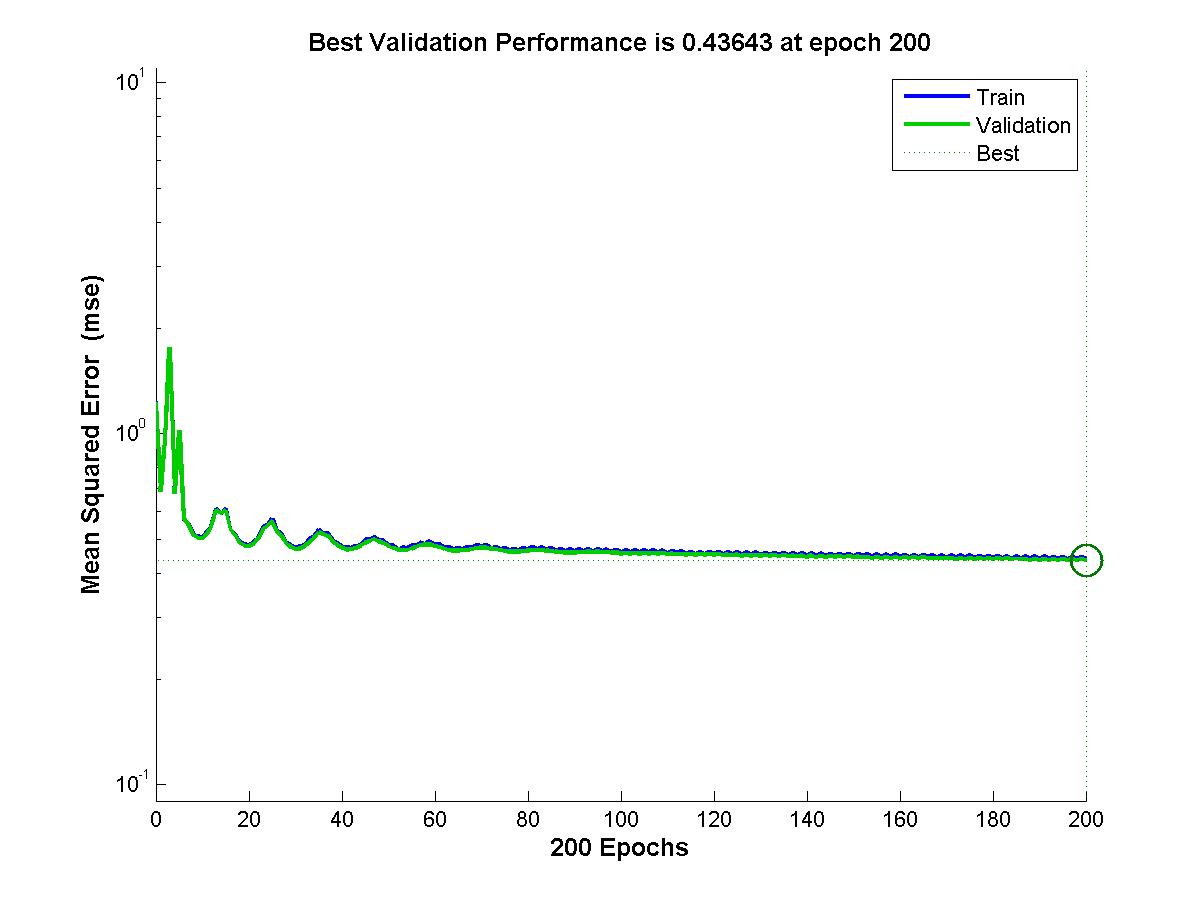 Best Validation Performance is 0.43643 at epoch 200
10^1
Train
Validation
Best
Mean Squared Error (mse)
10^0
10^-1
0 20 40 60 80 100 120 140 160 180 200
200 Epochs